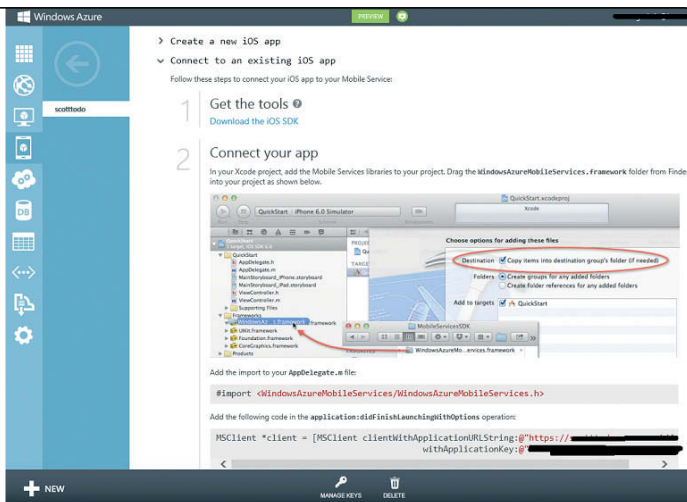 Windows Azure
PREVIEW
> Create a new iOS app
Connect to an existing iOS app
Follow these steps to connect your iOS app to your Mobile Service:
scotttodo
1
Get the tools
Download the iOS SDK
2
Connect your app
In your Xcode project, add the Mobile Services libraries to your project. Drag the WindowsAzureMobileServices.framework folder from Finder
into your project as shown below.
QuickStart.xcodeproj
QuickStart iPhone 6.0 Simulator
Xcode
QuickStart
PROJE
Choose options for adding these files
QuickStart
AppDelegate.h
AppDelegate.m
MainStoryboard_iPhone.storyboard
MainStoryboard_iPad.storyboard
ViewController.h
ViewController.m
Supporting Files
Frameworks
UIKit.framework
Foundation.framework
CoreGraphics.framework
Products
TARGE
Destination Copy items into destination group's folder (if needed)
Folders Create groups for any added folders
Create folder references for any added folders
Add to targets QuickStart
MobileServicesSDK
WindowsAzureMo...ervices.framework
Add the import to your AppDelegate.m file:
#import <WindowsAzureMobileServices/WindowsAzureMobileServices.h>
Add the following code in the application:didFinishLaunchingWithOptions operation:
MSClient *client = [MSClient clientWithApplicationURLString:@"https://
withApplicationKey:@"
NEW
MANAGE KEYS
DELETE
DB